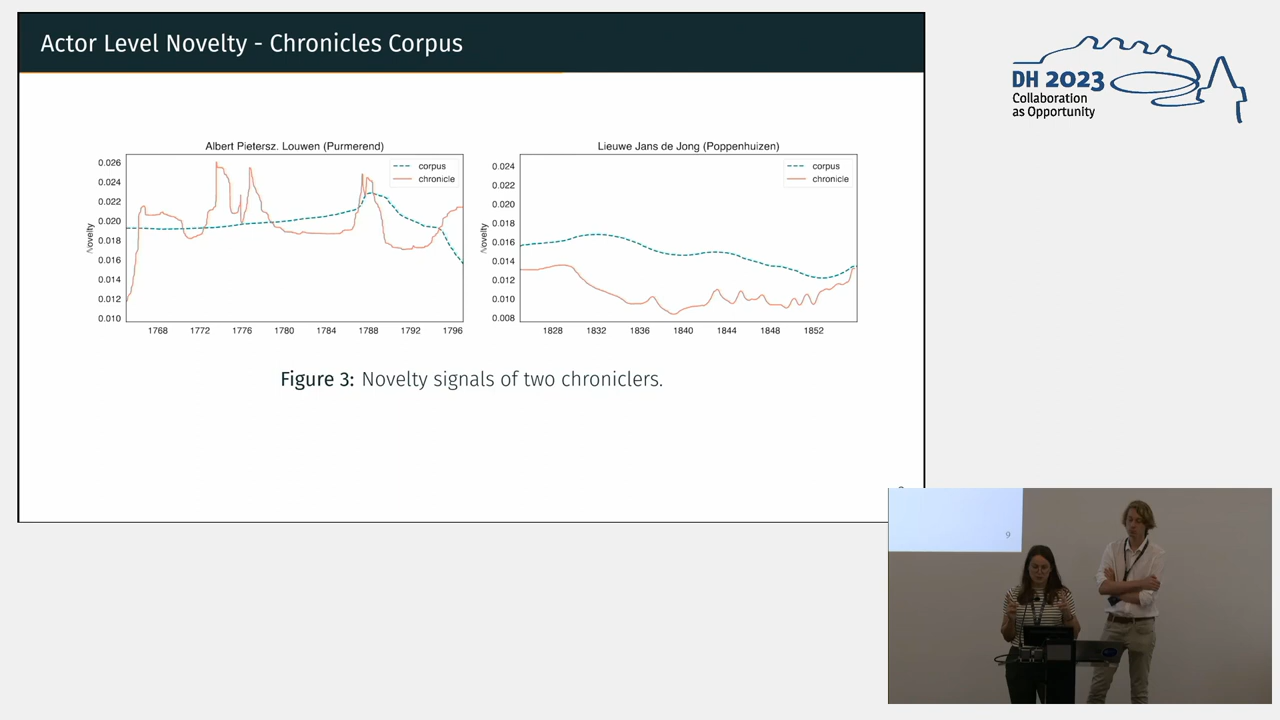 Actor Level Novelty - Chronicles Corpus
DH 2023
Collaboration
as Opportunity
Albert Pietersz. Louwen (Purmerend)
Novelty
0.026
0.024
0.022
0.020
0.018
0.016
0.014
0.012
0.010
corpus
chronicle
1768 1772 1776 1780 1784 1788 1792 1796
Lieuwe Jans de Jong (Poppenhuizen)
Novelty
0.024
0.022
0.020
0.018
0.016
0.014
0.012
0.010
0.008
corpus
chronicle
1828 1832 1836 1840 1844 1848 1852
Figure 3: Novelty signals of two chroniclers.
9